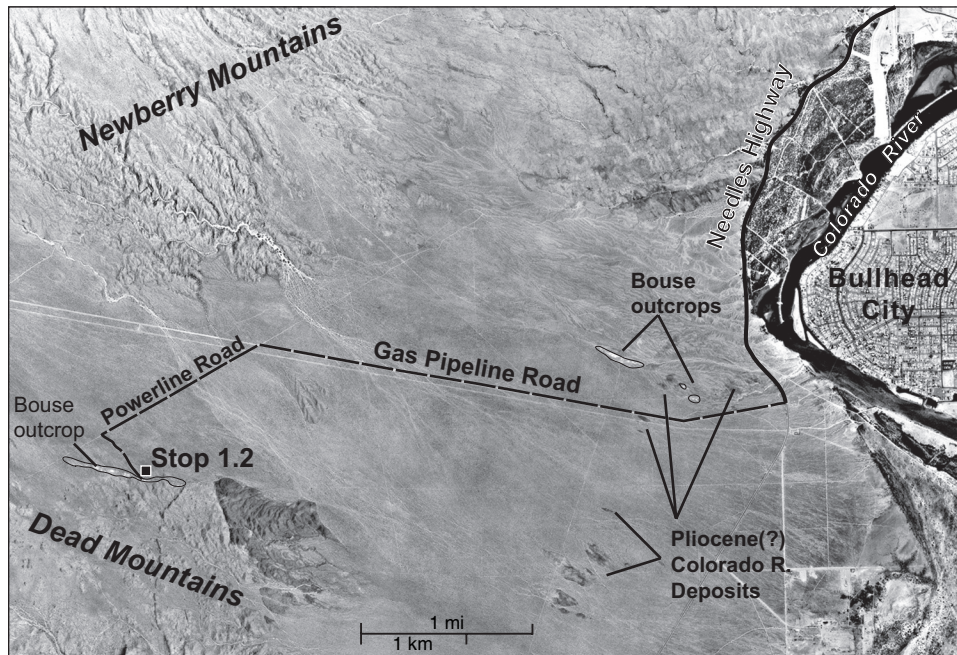 Newberry Mountains
Needles Highway
Colorado River
Bullhead
City
Bouse
outcrops
Gas Pipeline Road
Powerline Road
Bouse
outcrop
Stop 1.2
Dead Mountains
Pliocene(?)
Colorado R.
Deposits
1 mi
1 km